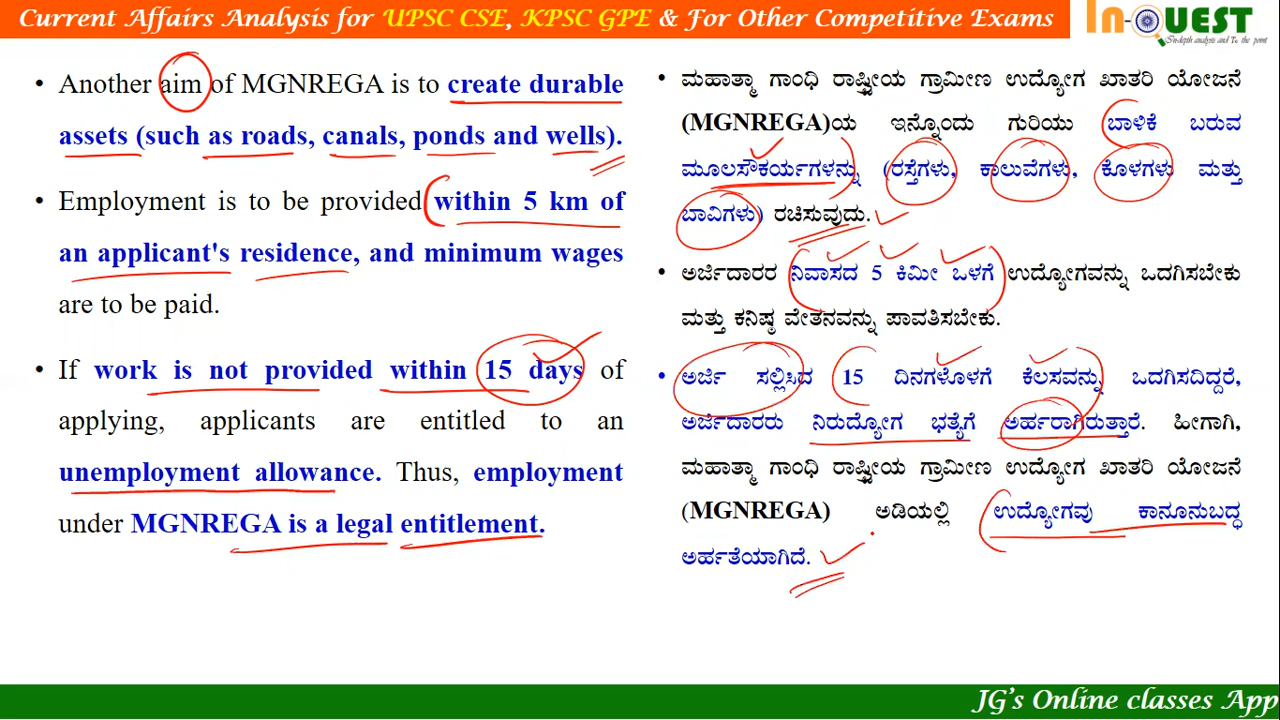 Current Affairs Analysis for UPSC CSE, KPSC GPE & For Other Competitive Exams
In-QUEST
In-depth analysis and To the point
• Another aim of MGNREGA is to create durable
assets (such as roads, canals, ponds and wells).
• Employment is to be provided within 5 km of
an applicant's residence, and minimum wages
are to be paid.
• If work is not provided within 15 days of
applying, applicants are entitled to an
unemployment allowance. Thus, employment
under MGNREGA is a legal entitlement.
• ಮಹಾತ್ಮಾ ಗಾಂಧಿ ರಾಷ್ಟ್ರೀಯ ಗ್ರಾಮೀಣ ಉದ್ಯೋಗ ಖಾತರಿ ಯೋಜನೆ
(MGNREGA)ಯ ಇನ್ನೊಂದು ಗುರಿಯು ಬಾಳಿಕೆ ಬರುವ
ಮೂಲಸೌಕರ್ಯಗಳನ್ನು (ರಸ್ತೆಗಳು, ಕಾಲುವೆಗಳು, ಕೊಳಗಳು ಮತ್ತು
ಬಾವಿಗಳು) ರಚಿಸುವುದು.
• ಅರ್ಜಿದಾರರ ನಿವಾಸದ 5 ಕಿಮೀ ಒಳಗೆ ಉದ್ಯೋಗವನ್ನು ಒದಗಿಸಬೇಕು
ಮತ್ತು ಕನಿಷ್ಠ ವೇತನವನ್ನು ಪಾವತಿಸಬೇಕು.
• ಅರ್ಜಿ ಸಲ್ಲಿಸಿದ 15 ದಿನಗಳೊಳಗೆ ಕೆಲಸವನ್ನು ಒದಗಿಸದಿದ್ದರೆ,
ಅರ್ಜಿದಾರರು ನಿರುದ್ಯೋಗ ಭತ್ಯೆಗೆ ಅರ್ಹರಾಗಿರುತ್ತಾರೆ. ಹೀಗಾಗಿ,
ಮಹಾತ್ಮಾ ಗಾಂಧಿ ರಾಷ್ಟ್ರೀಯ ಗ್ರಾಮೀಣ ಉದ್ಯೋಗ ಖಾತರಿ ಯೋಜನೆ
(MGNREGA) ಅಡಿಯಲ್ಲಿ ಉದ್ಯೋಗವು ಕಾನೂನುಬದ್ಧ
ಅರ್ಹತೆಯಾಗಿದೆ.
JG's Online classes App